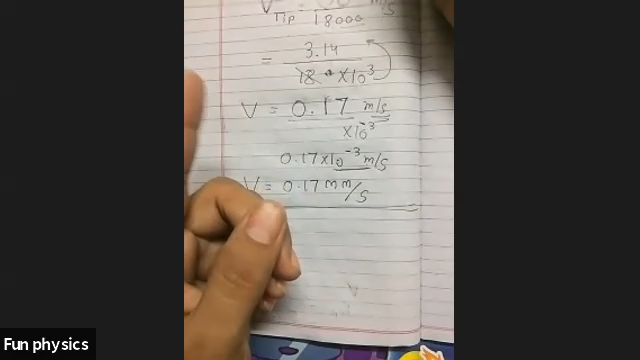 V Tip = m/s
18000
= 3.14
18 × 10³
V = 0.17 m/s
×10⁻³
0.17×10⁻³ m/s
V = 0.17 mm/s
Fun physics